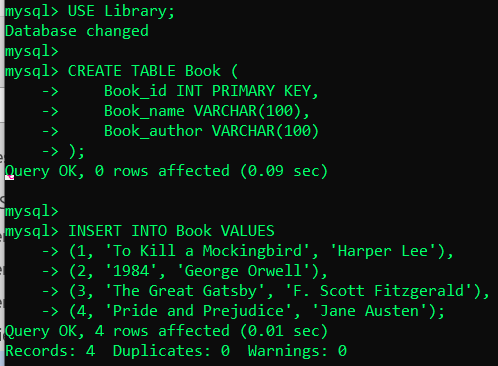 mysql> USE Library;
Database changed
mysql>
mysql> CREATE TABLE Book (
    ->     Book_id INT PRIMARY KEY,
    ->     Book_name VARCHAR(100),
    ->     Book_author VARCHAR(100)
    -> );
Query OK, 0 rows affected (0.09 sec)

mysql>
mysql> INSERT INTO Book VALUES
    -> (1, 'To Kill a Mockingbird', 'Harper Lee'),
    -> (2, '1984', 'George Orwell'),
    -> (3, 'The Great Gatsby', 'F. Scott Fitzgerald'),
    -> (4, 'Pride and Prejudice', 'Jane Austen');
Query OK, 4 rows affected (0.01 sec)
Records: 4  Duplicates: 0  Warnings: 0